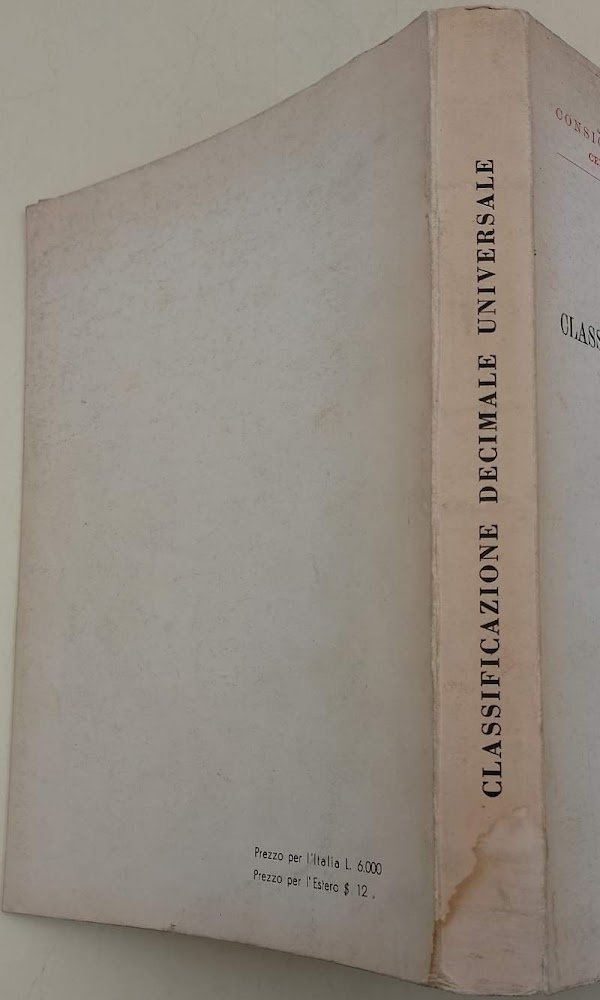 CLASSIFICAZIONE DECIMALE UNIVERSALE
Prezzo per l'Italia L. 6.000
Prezzo per l'Estero $ 12.